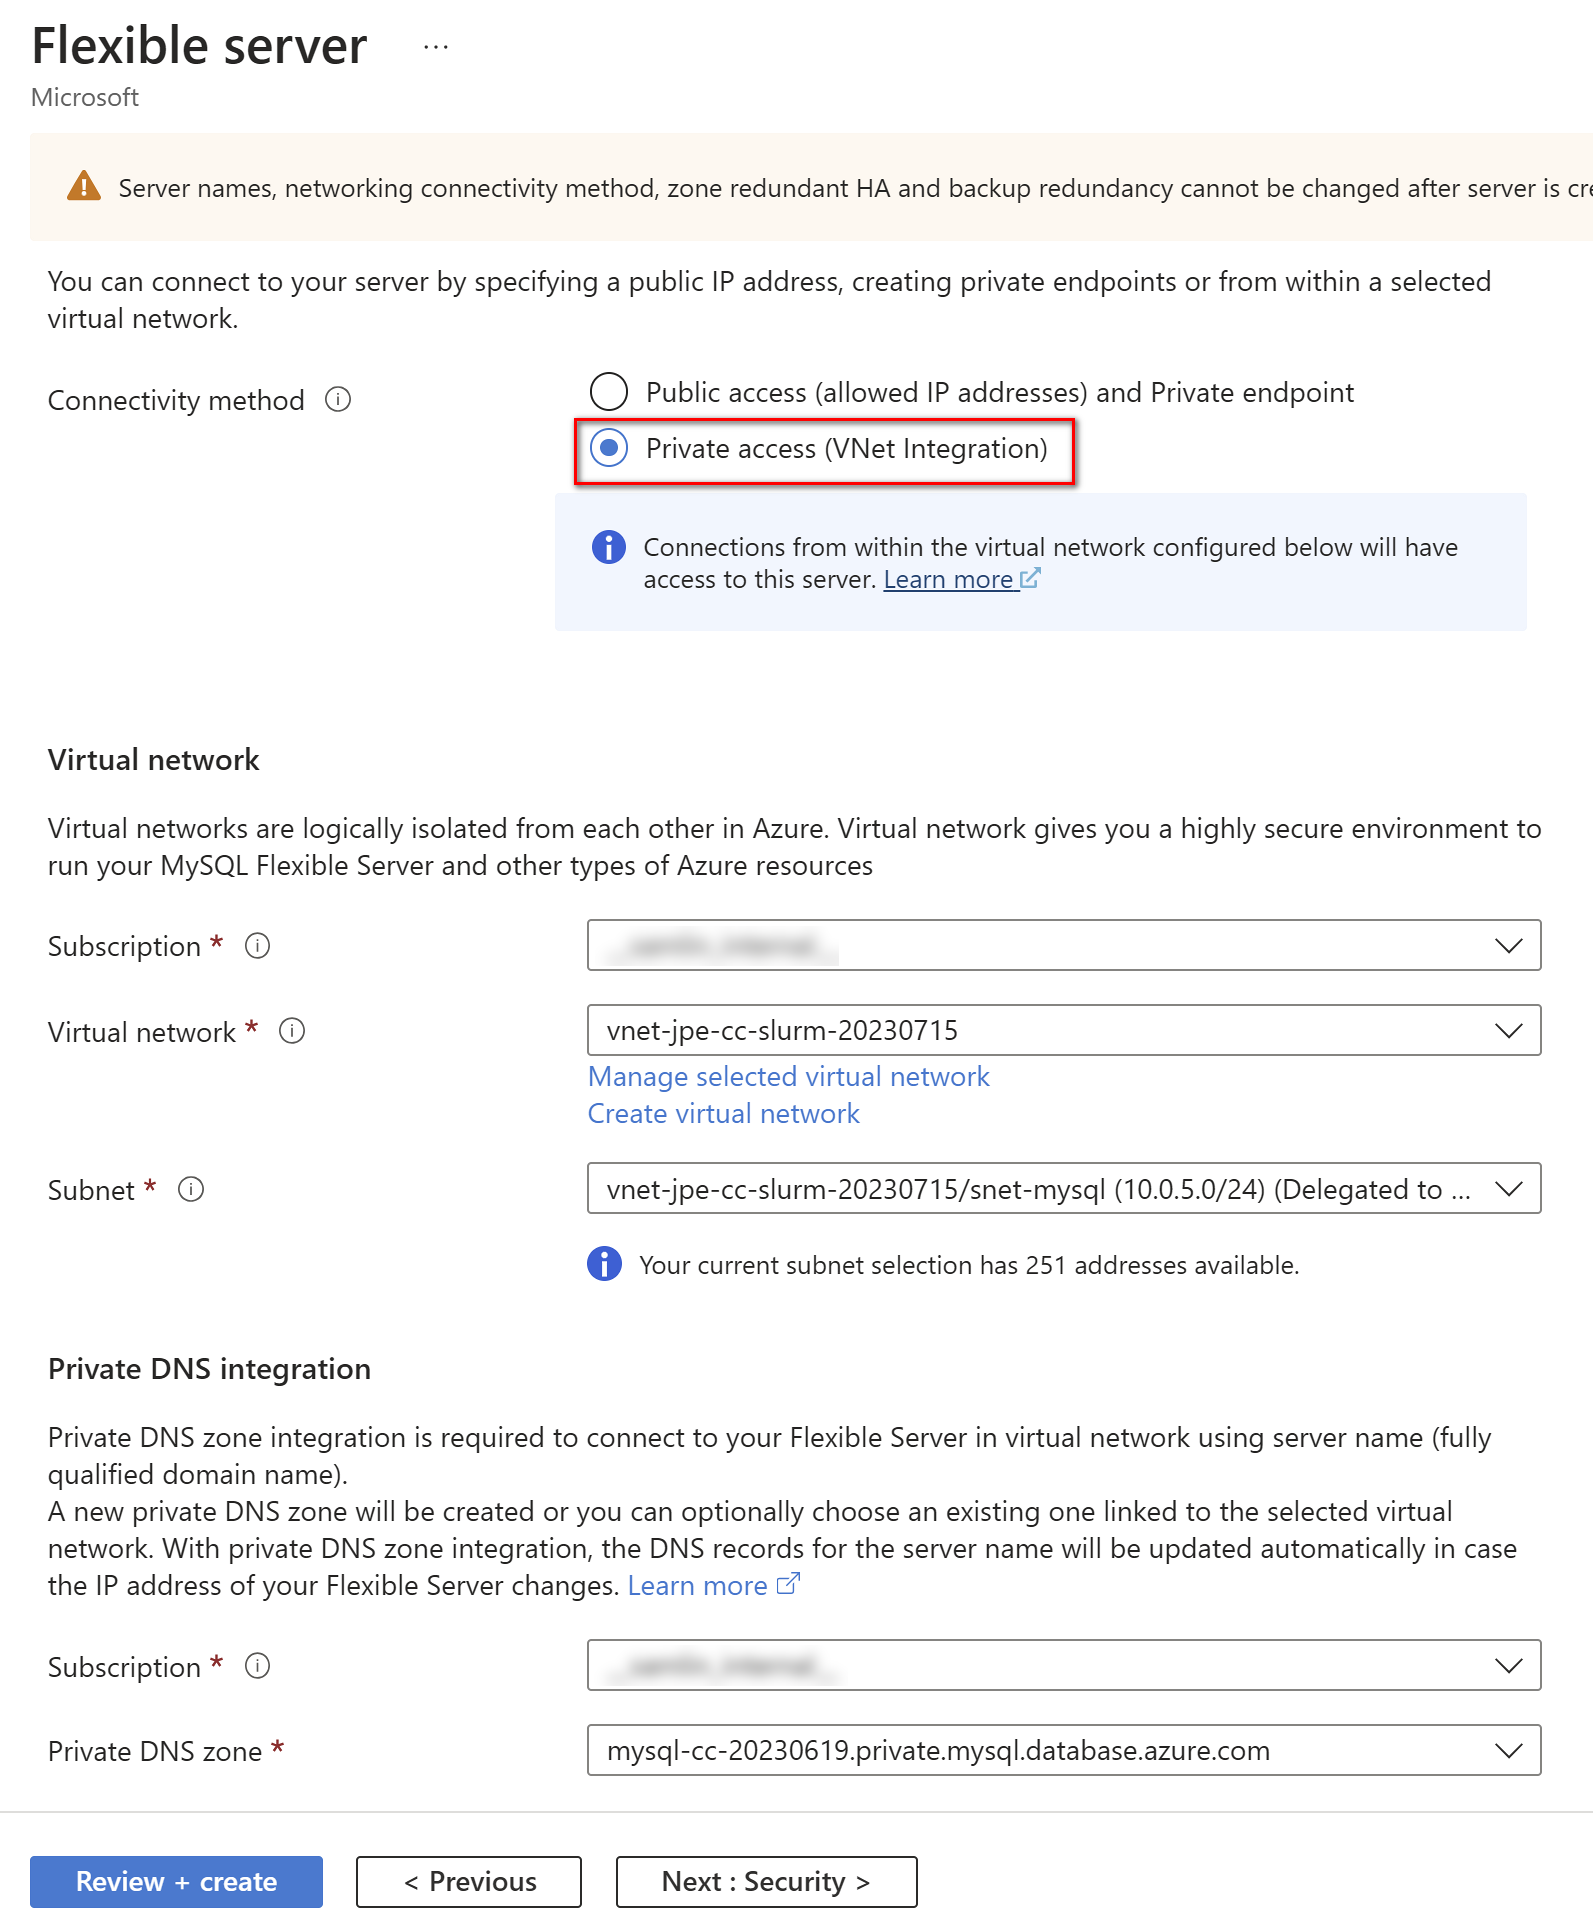 Flexible server ...
Microsoft
Server names, networking connectivity method, zone redundant HA and backup redundancy cannot be changed after server is cre
You can connect to your server by specifying a public IP address, creating private endpoints or from within a selected
virtual network.
Connectivity method
Public access (allowed IP addresses) and Private endpoint
Private access (VNet Integration)
Connections from within the virtual network configured below will have
access to this server. Learn more
Virtual network
Virtual networks are logically isolated from each other in Azure. Virtual network gives you a highly secure environment to
run your MySQL Flexible Server and other types of Azure resources
Subscription *
Virtual network *
vnet-jpe-cc-slurm-20230715
Manage selected virtual network
Create virtual network
Subnet *
vnet-jpe-cc-slurm-20230715/snet-mysql (10.0.5.0/24) (Delegated to ...
Your current subnet selection has 251 addresses available.
Private DNS integration
Private DNS zone integration is required to connect to your Flexible Server in virtual network using server name (fully
qualified domain name).
A new private DNS zone will be created or you can optionally choose an existing one linked to the selected virtual
network. With private DNS zone integration, the DNS records for the server name will be updated automatically in case
the IP address of your Flexible Server changes. Learn more
Subscription *
Private DNS zone *
mysql-cc-20230619.private.mysql.database.azure.com
Review + create
< Previous
Next : Security >